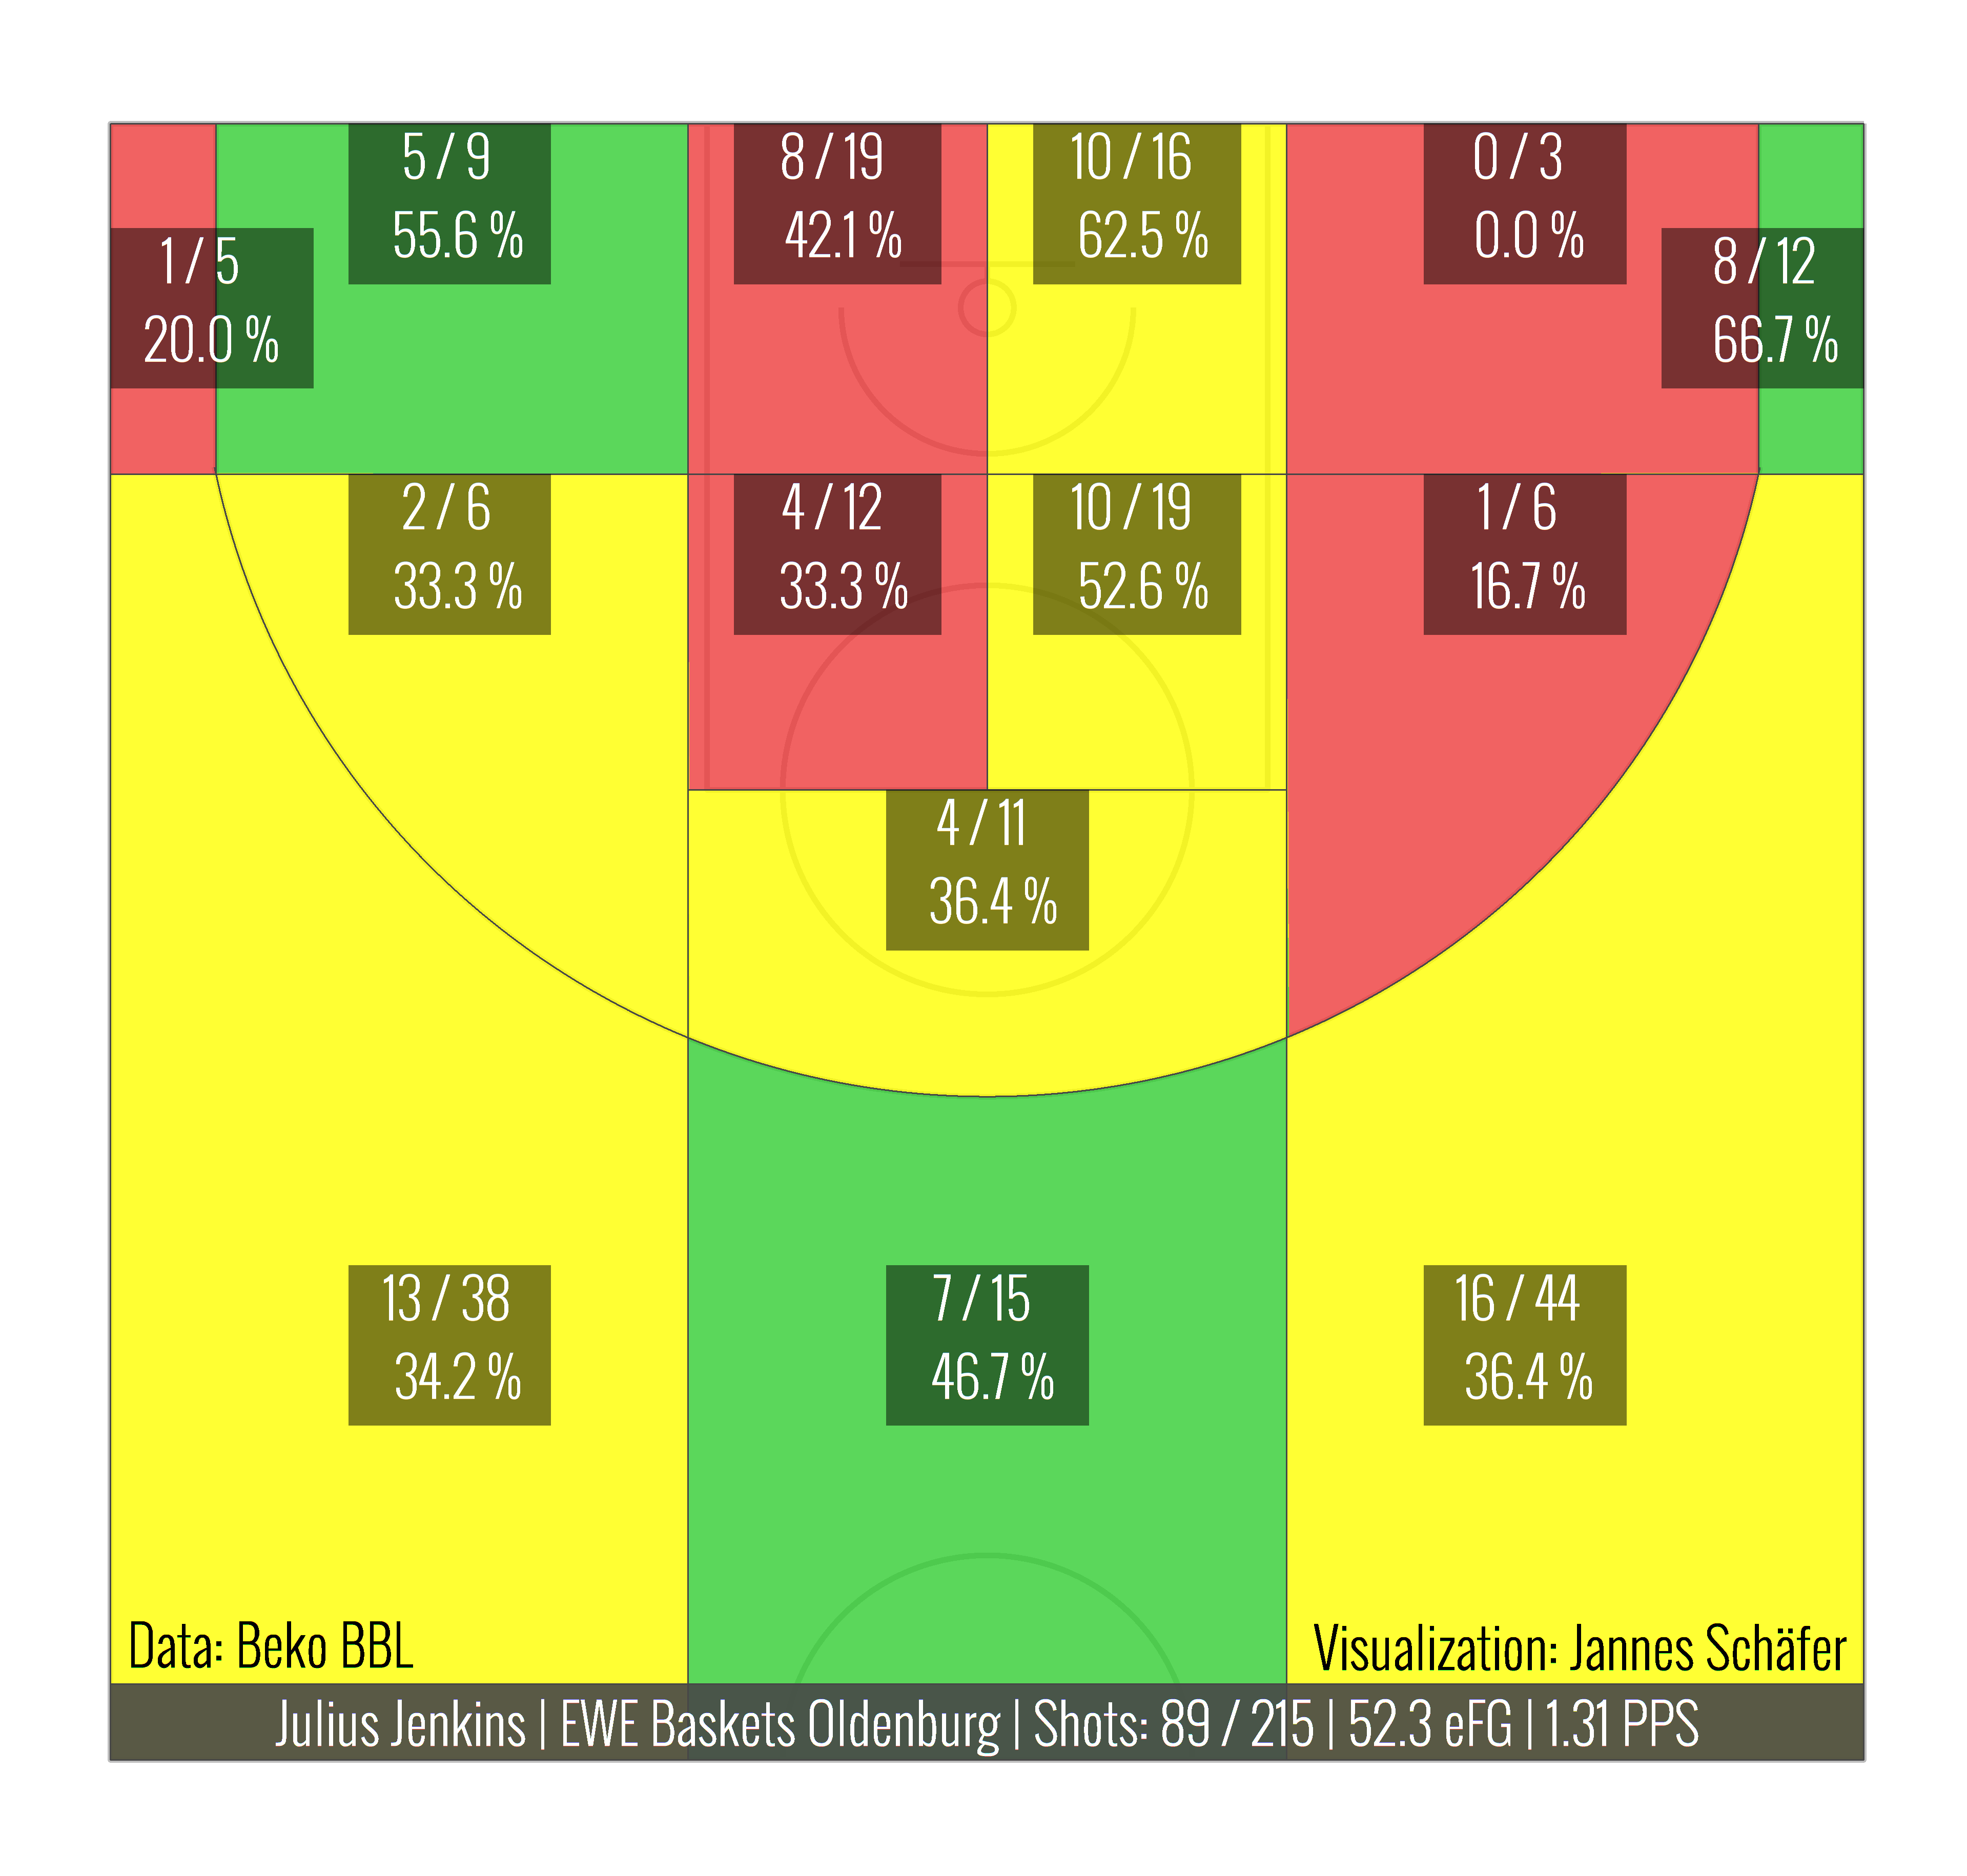 5 / 9
55.6 %
8 / 19
42.1 %
10 / 16
62.5 %
0 / 3
0.0 %
1 / 5
20.0 %
8 / 12
66.7 %
2 / 6
33.3 %
4 / 12
33.3 %
10 / 19
52.6 %
1 / 6
16.7 %
4 / 11
36.4 %
13 / 38
34.2 %
7 / 15
46.7 %
16 / 44
36.4 %
Data: Beko BBL
Visualization: Jannes Schäfer
Julius Jenkins | EWE Baskets Oldenburg | Shots: 89 / 215 | 52.3 eFG | 1.31 PPS